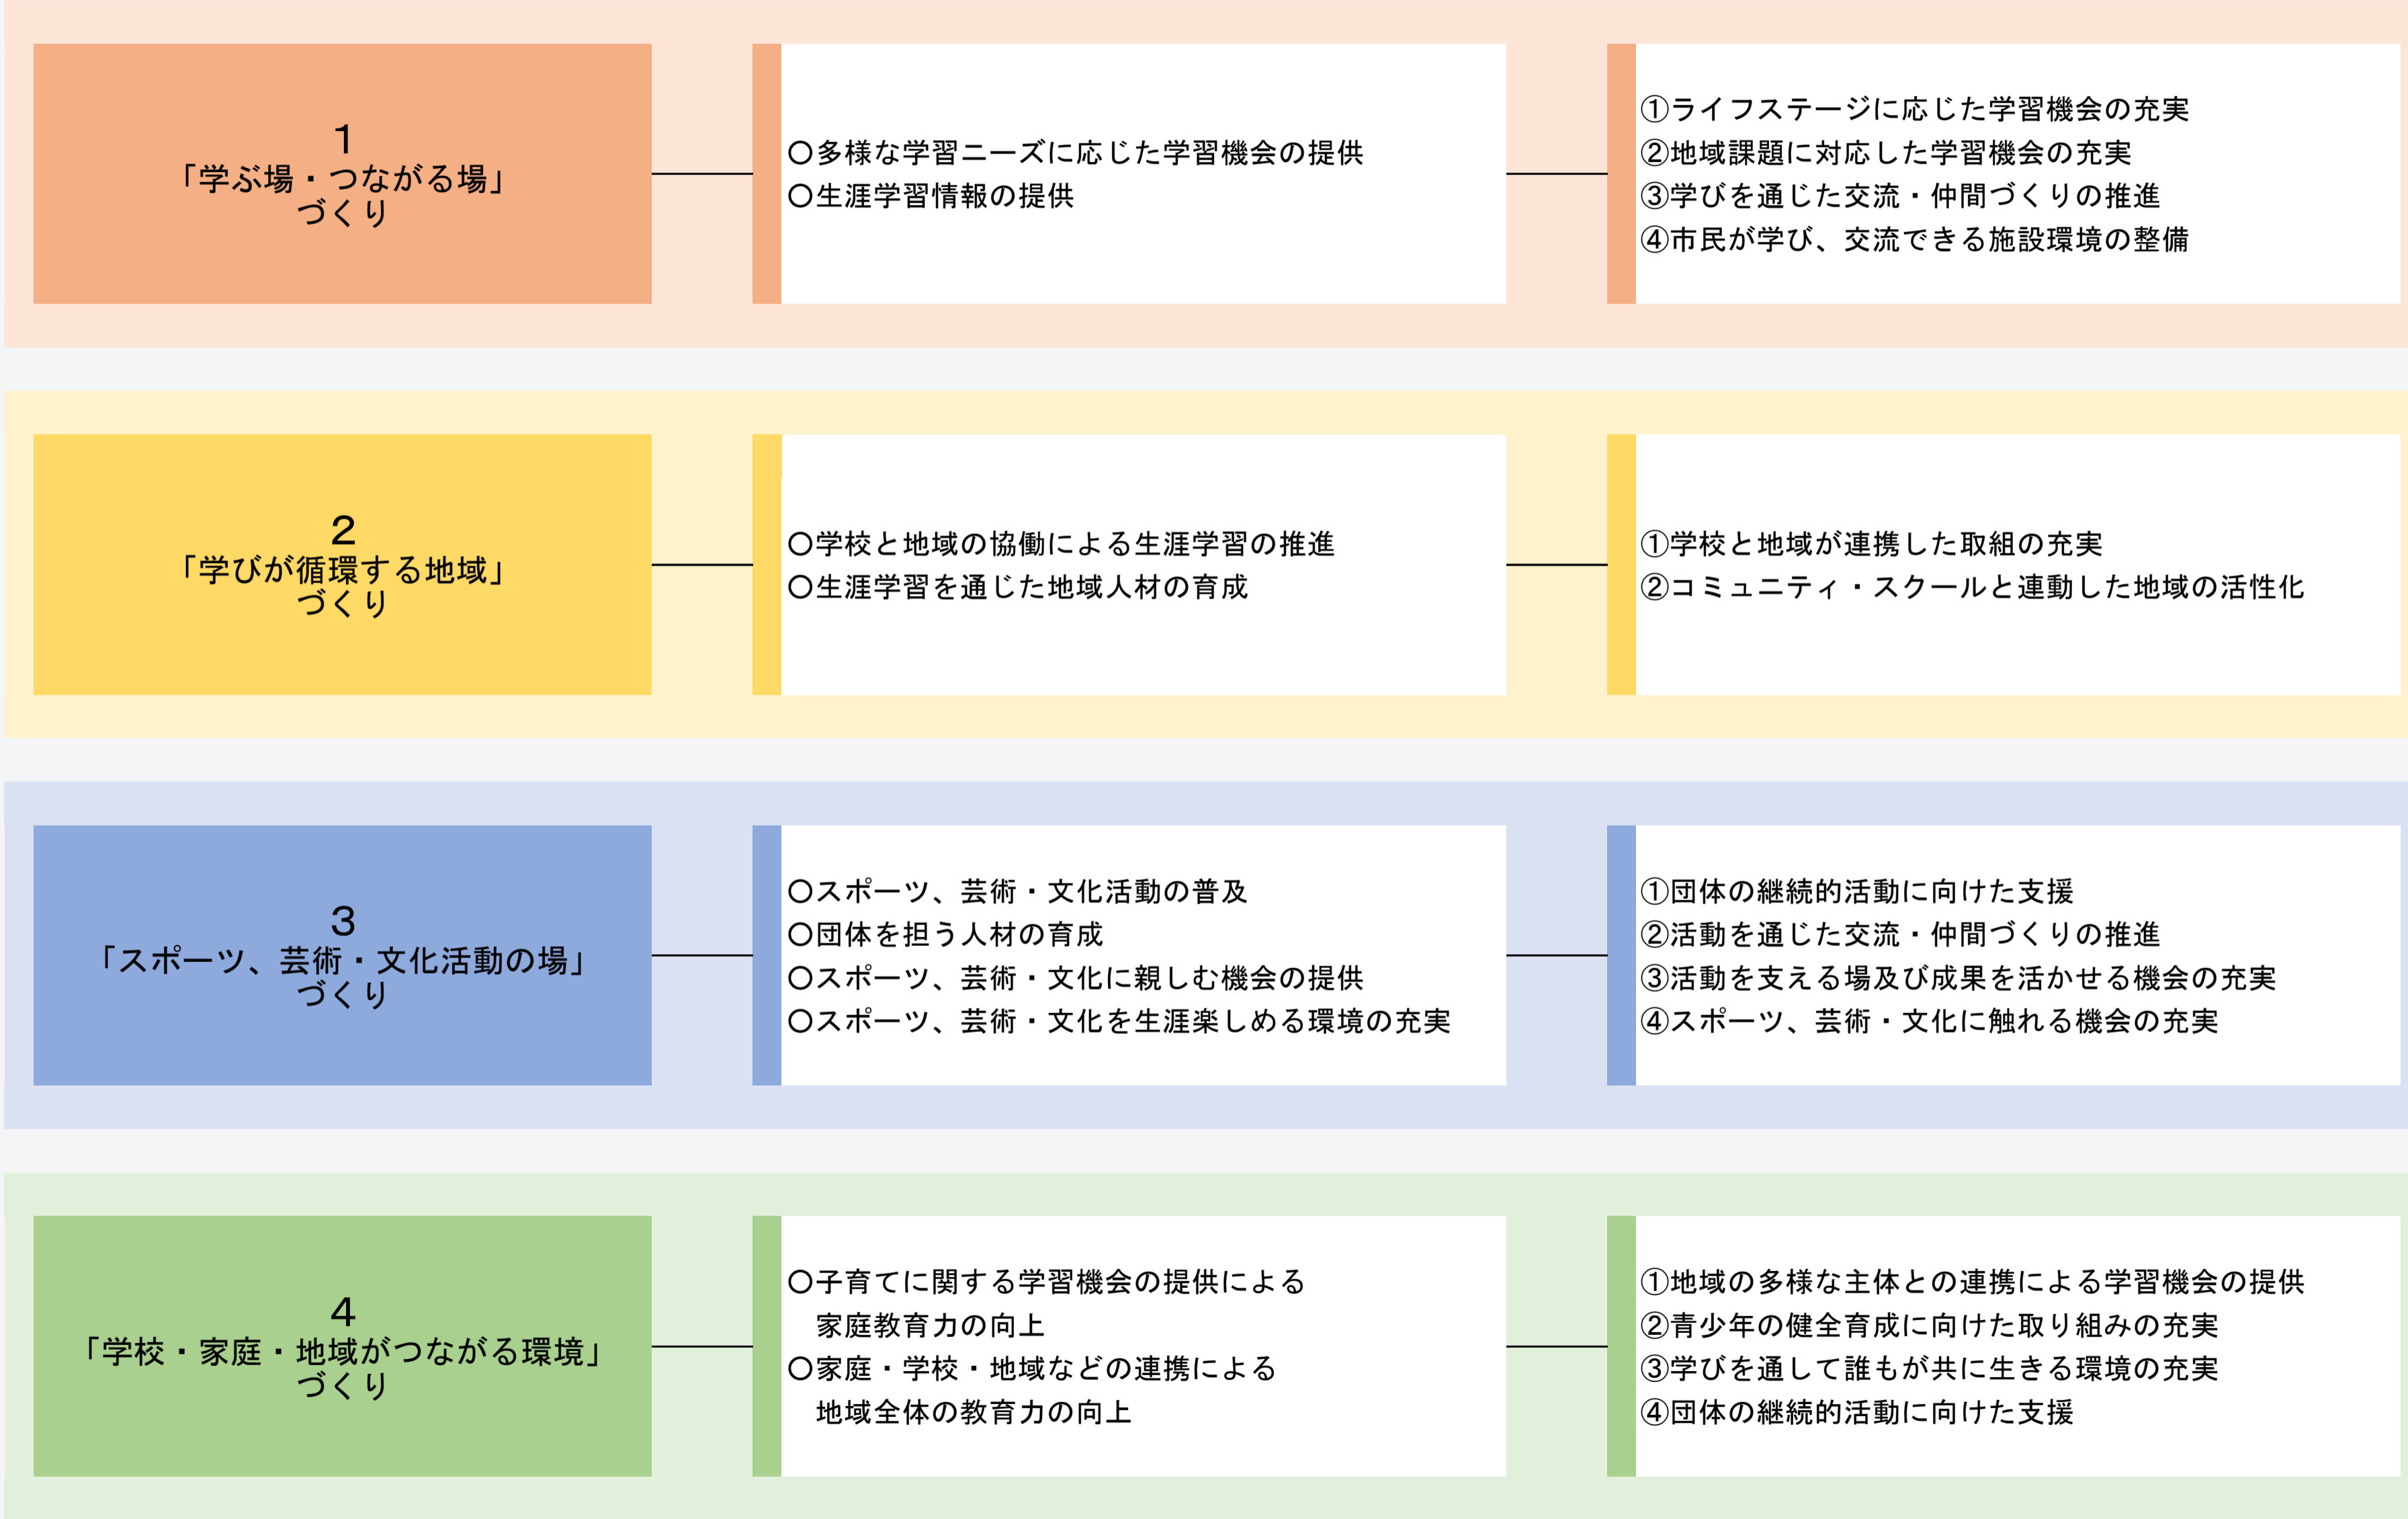 1
「学ぶ場・つながる場」
づくり
〇多様な学習ニーズに応じた学習機会の提供
〇生涯学習情報の提供
①ライフステージに応じた学習機会の充実
②地域課題に対応した学習機会の充実
③学びを通じた交流・仲間づくりの推進
④市民が学び、交流できる施設環境の整備
2
「学びが循環する地域」
づくり
〇学校と地域の協働による生涯学習の推進
〇生涯学習を通じた地域人材の育成
①学校と地域が連携した取組の充実
②コミュニティ・スクールと連動した地域の活性化
3
「スポーツ、芸術・文化活動の場」
づくり
〇スポーツ、芸術・文化活動の普及
〇団体を担う人材の育成
〇スポーツ、芸術・文化に親しむ機会の提供
〇スポーツ、芸術・文化を生涯楽しめる環境の充実
①団体の継続的活動に向けた支援
②活動を通じた交流・仲間づくりの推進
③活動を支える場及び成果を活かせる機会の充実
④スポーツ、芸術・文化に触れる機会の充実
4
「学校・家庭・地域がつながる環境」
づくり
〇子育てに関する学習機会の提供による
家庭教育力の向上
〇家庭・学校・地域などの連携による
地域全体の教育力の向上
①地域の多様な主体との連携による学習機会の提供
②青少年の健全育成に向けた取り組みの充実
③学びを通して誰もが共に生きる環境の充実
④団体の継続的活動に向けた支援